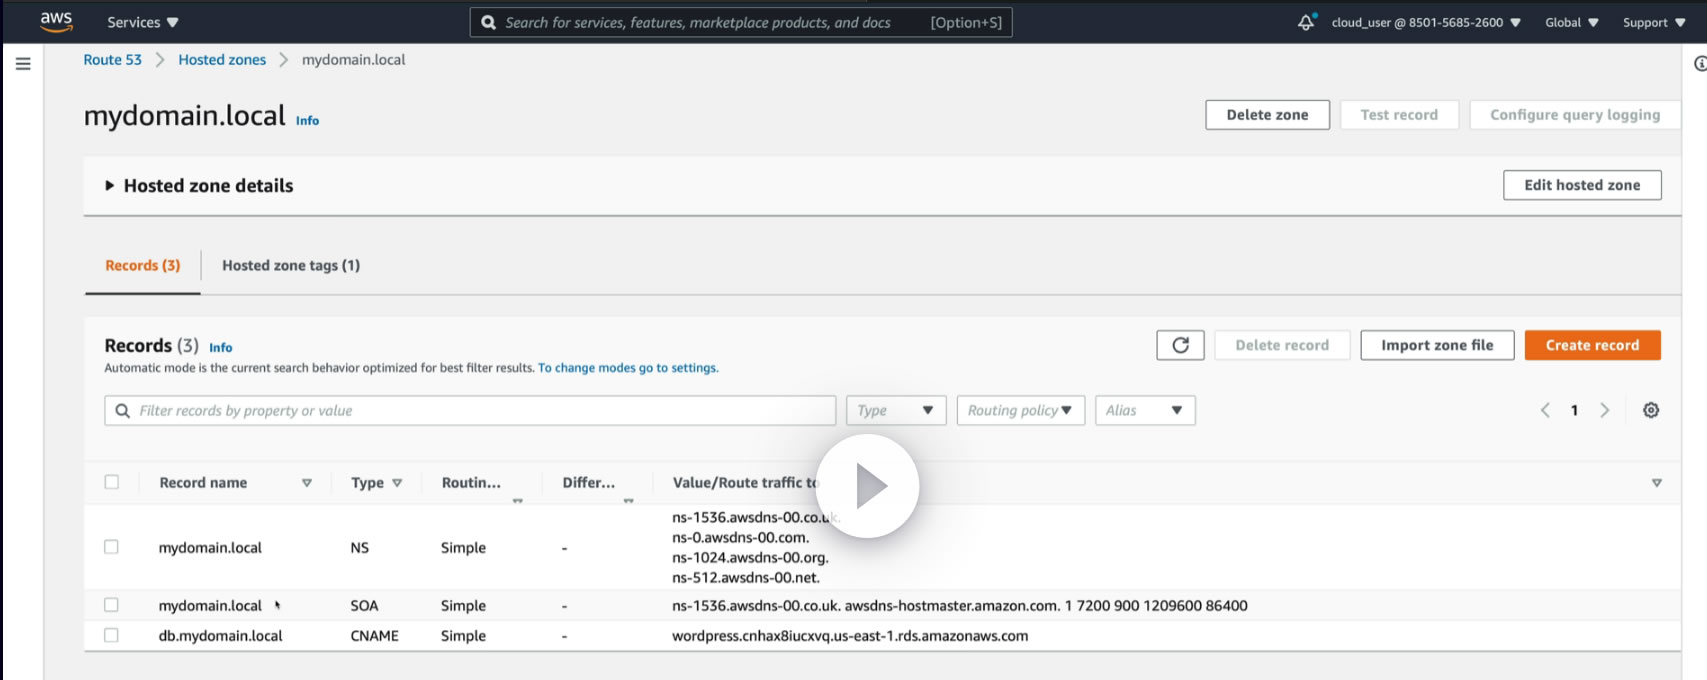 aws Services Search for services, features, marketplace products, and docs [Option+S] cloud_user @ 8501-5685-2600 Global Support
Route 53 Hosted zones mydomain.local
mydomain.local Info Delete zone Test record Configure query logging
Hosted zone details Edit hosted zone
Records (3) Hosted zone tags (1)
Records (3) Info Delete record Import zone file Create record
Automatic mode is the current search behavior optimized for best filter results. To change modes go to settings.
Filter records by property or value Type Routing policy Alias 1
Record name Type Routin... Differ... Value/Route traffic to
ns-1536.awsdns-00.co.uk.
ns-0.awsdns-00.com.
mydomain.local NS Simple -
ns-1024.awsdns-00.org.
ns-512.awsdns-00.net.
mydomain.local SOA Simple - ns-1536.awsdns-00.co.uk. awsdns-hostmaster.amazon.com. 1 7200 900 1209600 86400
db.mydomain.local CNAME Simple - wordpress.cnhax8iucxvq.us-east-1.rds.amazonaws.com